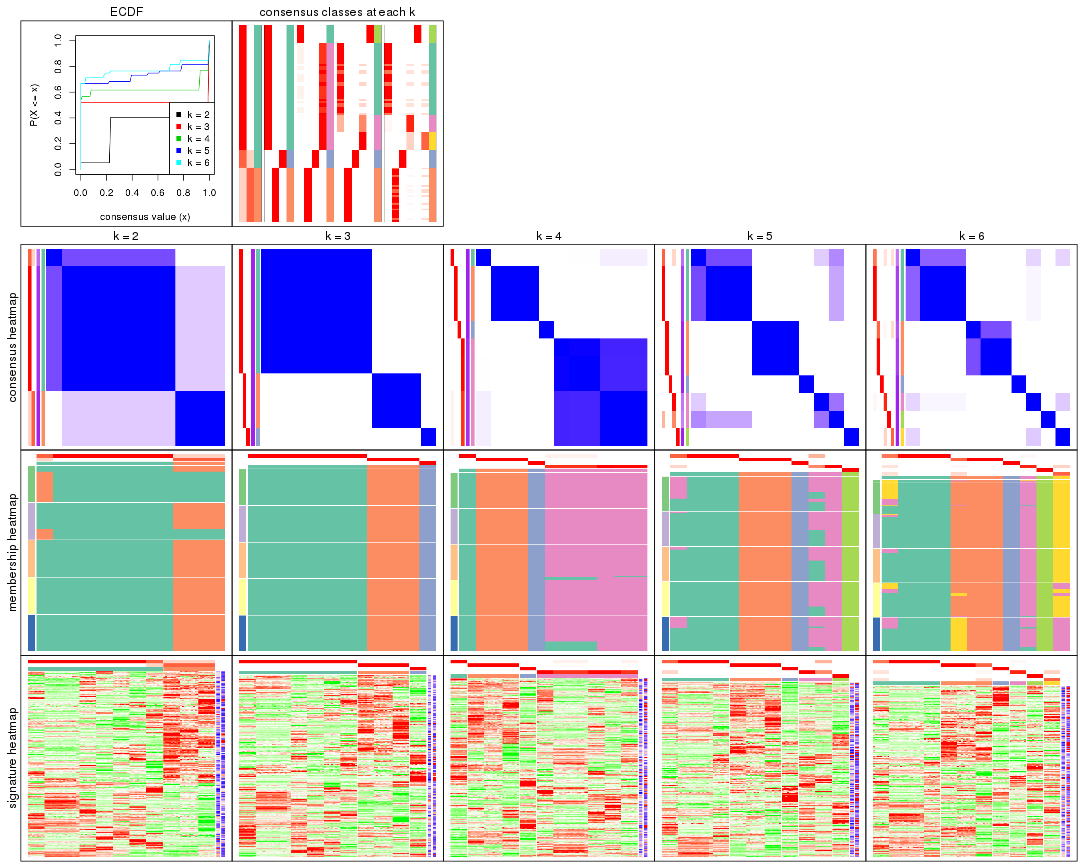 ECDF
consensus classes at each k
P(X <= x)
0.0 0.2 0.4 0.6 0.8 1.0
k = 2
k = 3
k = 4
k = 5
k = 6
0.0 0.2 0.4 0.6 0.8 1.0
consensus value (x)
k = 2
k = 3
k = 4
k = 5
k = 6
consensus heatmap
membership heatmap
signature heatmap